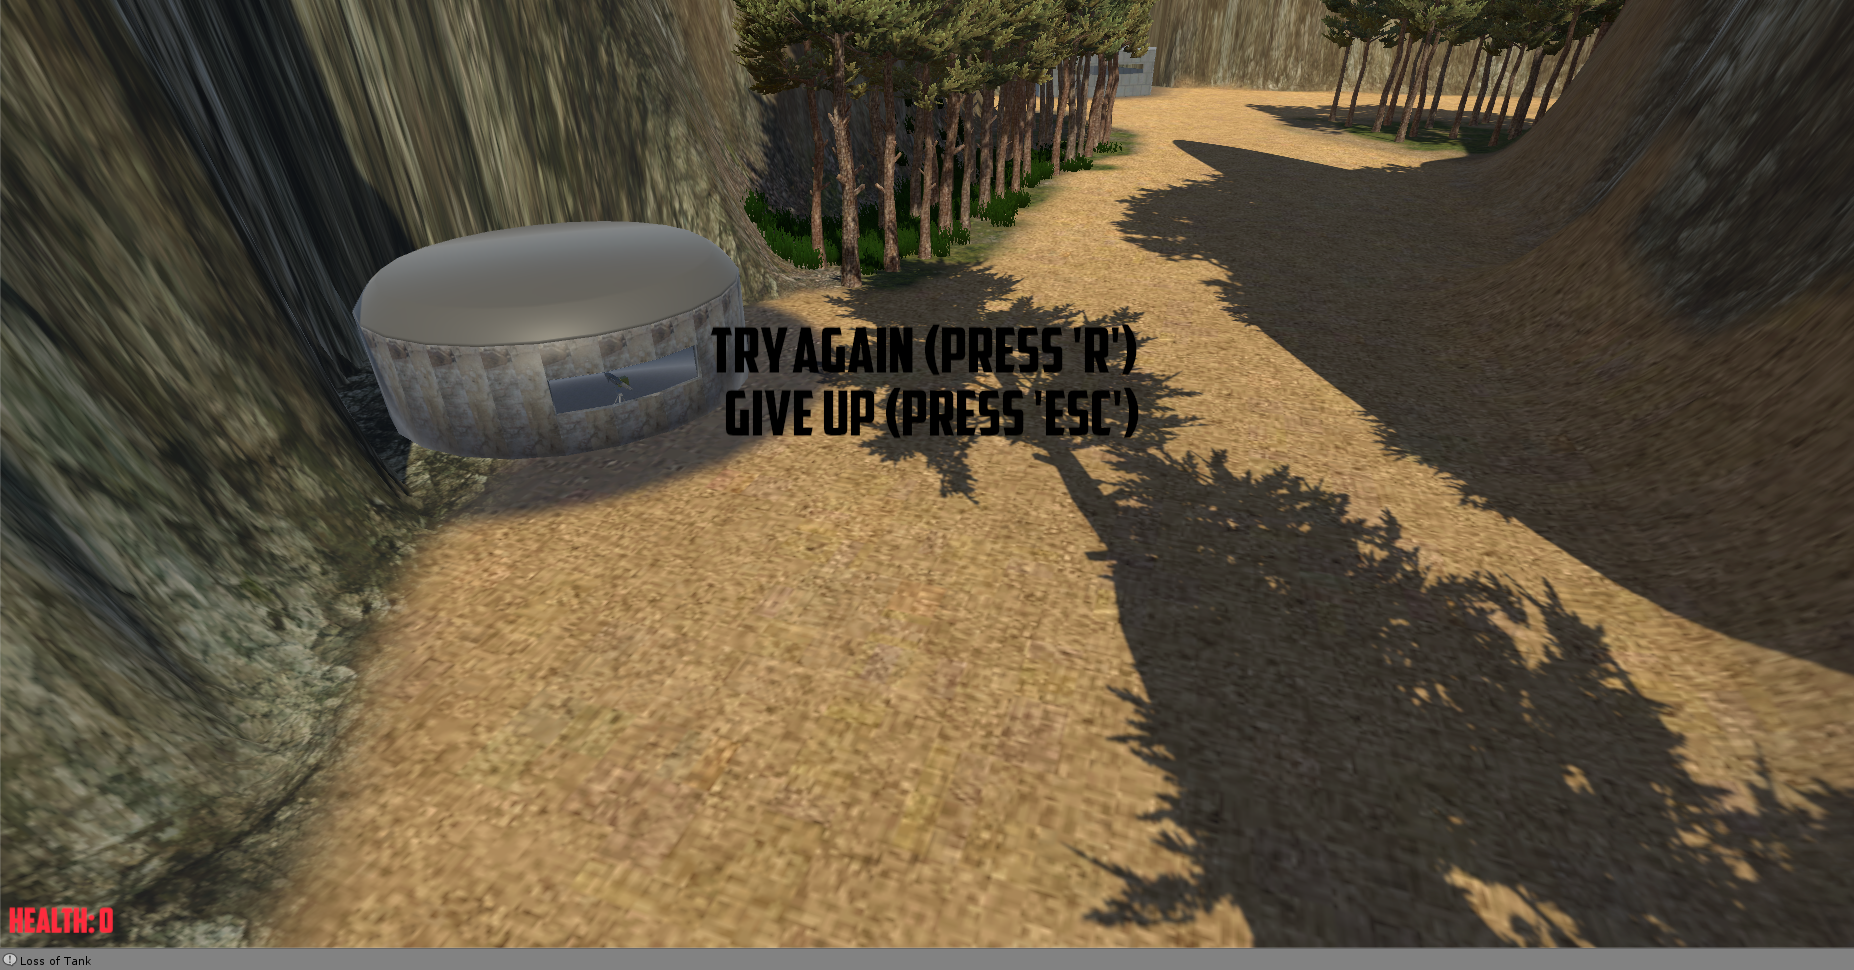 TRY AGAIN (PRESS 'R')
GIVE UP (PRESS 'ESC')
HEALTH: 0
Loss of Tank